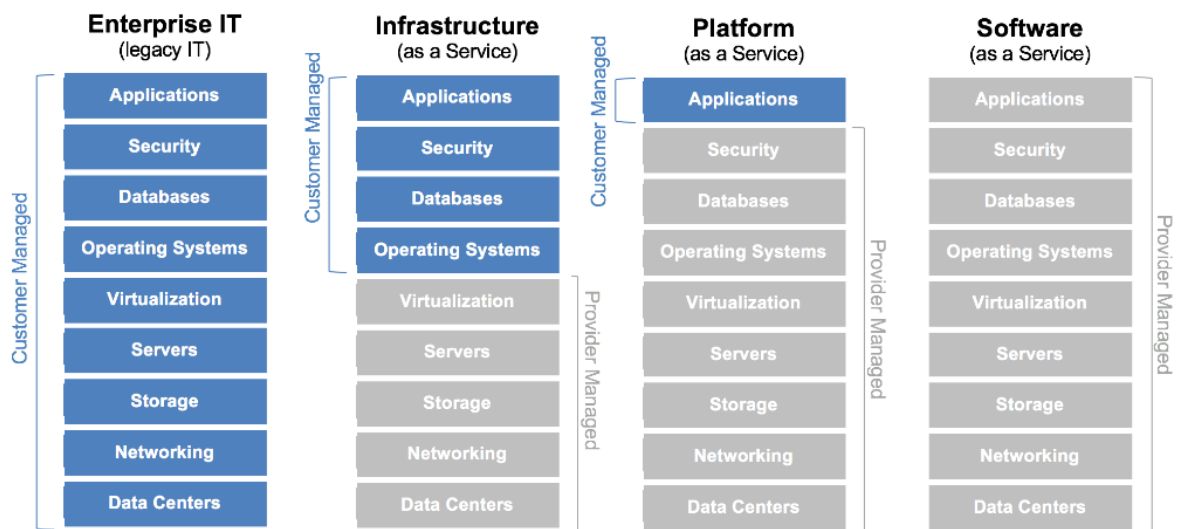 Enterprise IT
(legacy IT)
Customer Managed
Applications
Security
Databases
Operating Systems
Virtualization
Servers
Storage
Networking
Data Centers
Infrastructure
(as a Service)
Customer Managed
Applications
Security
Databases
Operating Systems
Virtualization
Servers
Storage
Networking
Data Centers
Provider Managed
Platform
(as a Service)
Customer Managed
Applications
Security
Databases
Operating Systems
Virtualization
Servers
Storage
Networking
Data Centers
Provider Managed
Software
(as a Service)
Applications
Security
Databases
Operating Systems
Virtualization
Servers
Storage
Networking
Data Centers
Provider Managed